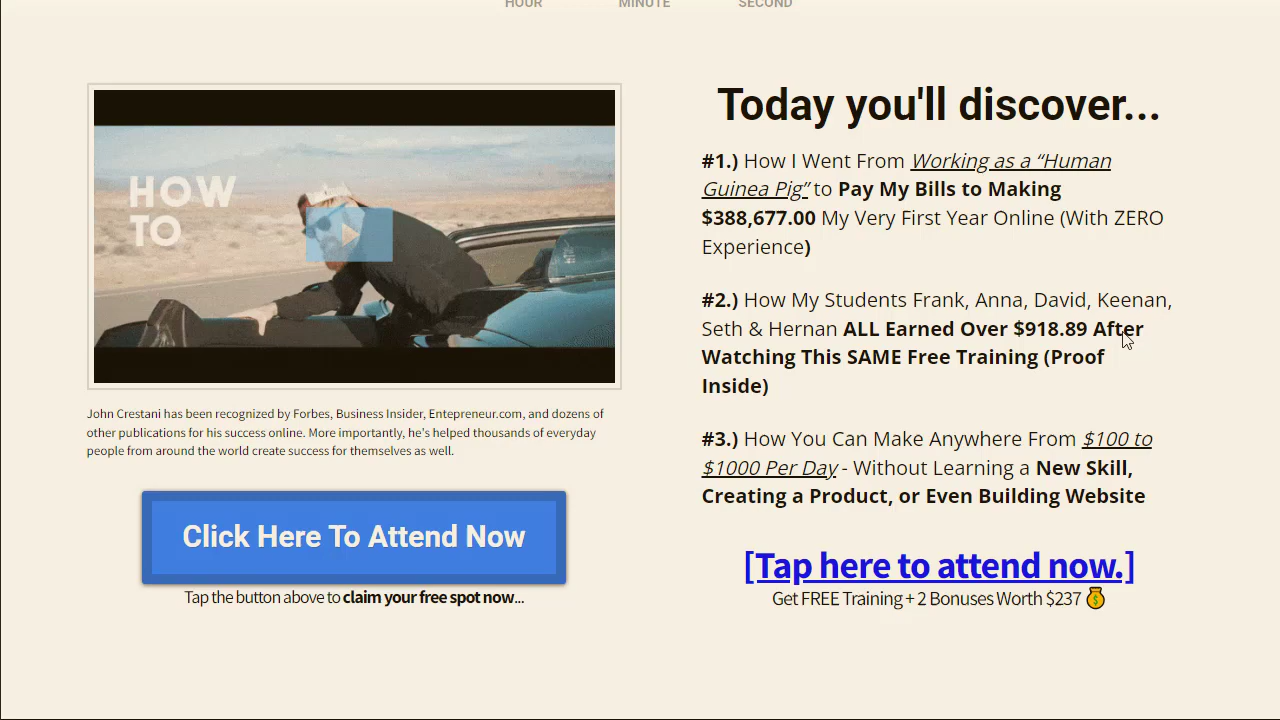 HOUR MINUTE SECOND
HOW
TO
John Crestani has been recognized by Forbes, Business Insider, Entepreneur.com, and dozens of
other publications for his success online. More importantly, he's helped thousands of everyday
people from around the world create success for themselves as well.
Click Here To Attend Now
Tap the button above to claim your free spot now...
Today you'll discover...
#1.) How I Went From Working as a “Human
Guinea Pig” to Pay My Bills to Making
$388,677.00 My Very First Year Online (With ZERO
Experience)
#2.) How My Students Frank, Anna, David, Keenan,
Seth & Hernan ALL Earned Over $918.89 After
Watching This SAME Free Training (Proof
Inside)
#3.) How You Can Make Anywhere From $100 to
$1000 Per Day - Without Learning a New Skill,
Creating a Product, or Even Building Website
[Tap here to attend now.]
Get FREE Training + 2 Bonuses Worth $237 💰